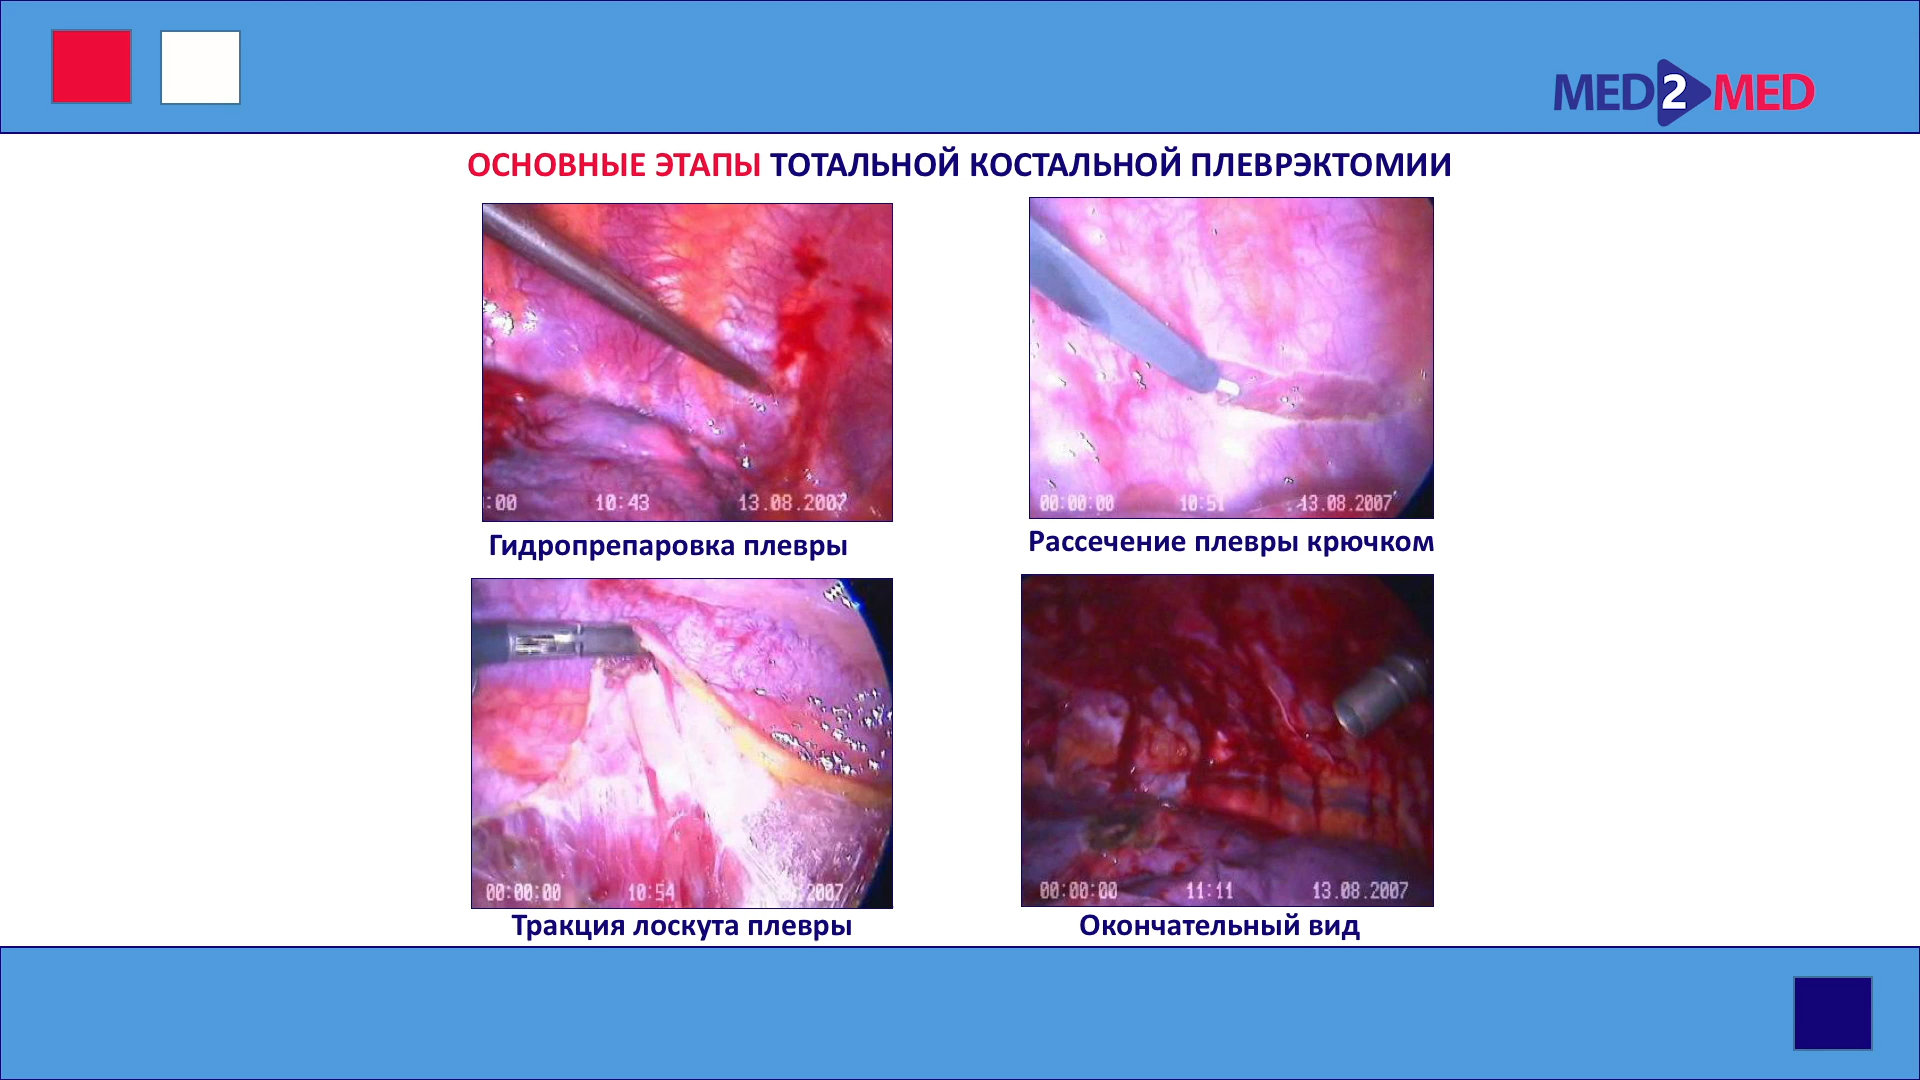 MED2MED
ОСНОВНЫЕ ЭТАПЫ ТОТАЛЬНОЙ КОСТАЛЬНОЙ ПЛЕВРЭКТОМИИ
:00 10:43 13.08.2007
00:00:00 10:51 13.08.2007
Гидропрепаровка плевры
Рассечение плевры крючком
00:00:00 10:54 2007
00:00:00 11:11 13.08.2007
Тракция лоскута плевры
Окончательный вид